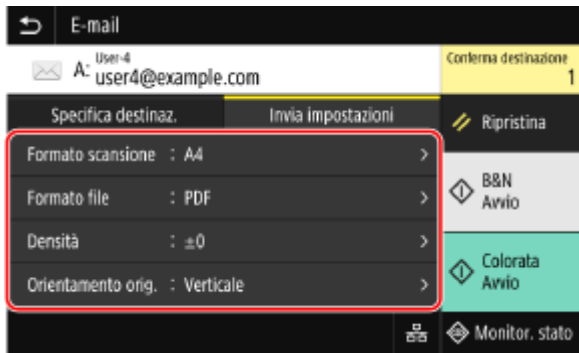 E-mail
A: User-4
user4@example.com
Conferma destinazione
1
Specifica destinaz.
Invia impostazioni
Ripristina
Formato scansione : A4
Formato file : PDF
Densità : ±0
Orientamento orig. : Verticale
B&N
Avvio
Colorata
Avvio
Monitor. stato